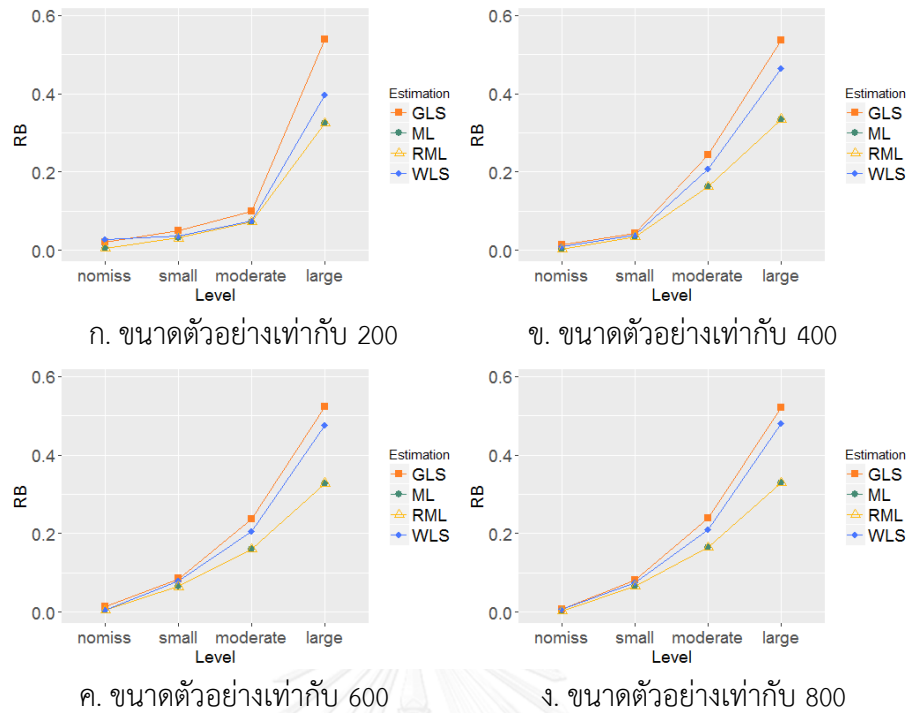 0.6
0.4
0.2
0.0
RB
nomiss small moderate large
Level
Estimation
GLS
ML
RML
WLS
ก. ขนาดตัวอย่างเท่ากับ 200
0.6
0.4
0.2
0.0
RB
nomiss small moderate large
Level
Estimation
GLS
ML
RML
WLS
ข. ขนาดตัวอย่างเท่ากับ 400
0.6
0.4
0.2
0.0
RB
nomiss small moderate large
Level
Estimation
GLS
ML
RML
WLS
ค. ขนาดตัวอย่างเท่ากับ 600
0.6
0.4
0.2
0.0
RB
nomiss small moderate large
Level
Estimation
GLS
ML
RML
WLS
ง. ขนาดตัวอย่างเท่ากับ 800